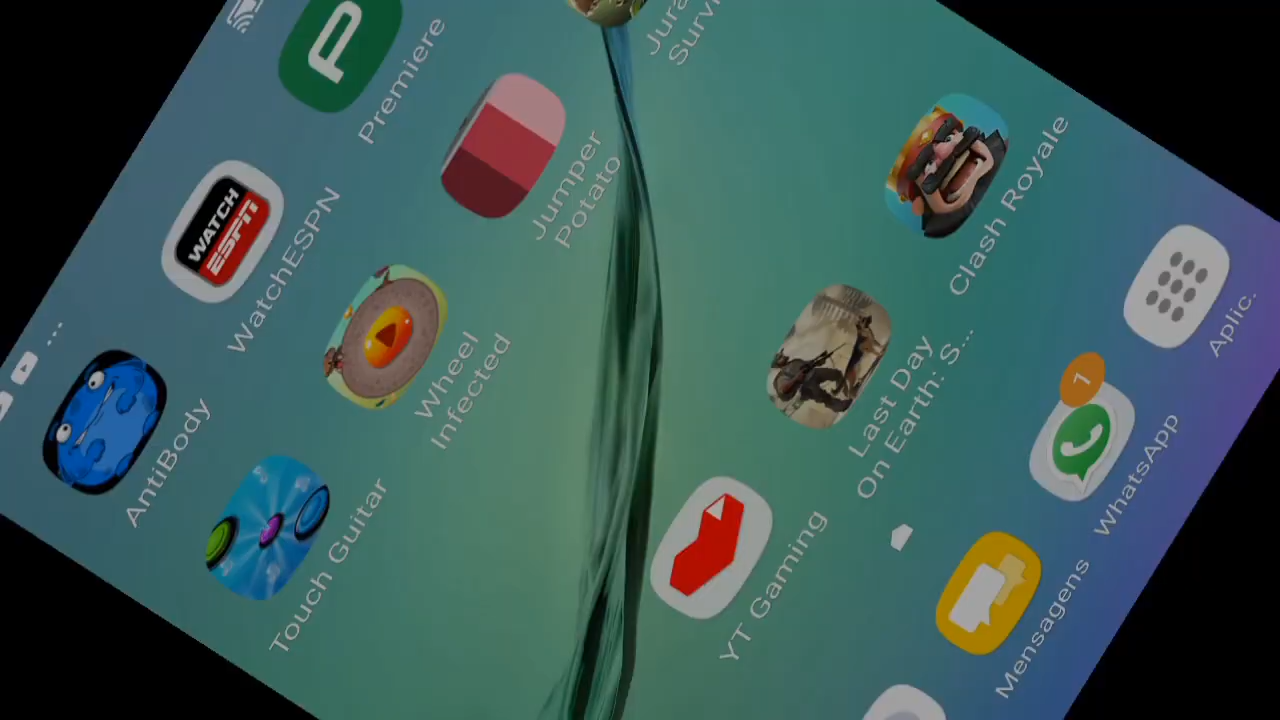 ...
AntiBody
WATCH
ESPN
WatchESPN
P
Premiere
Touch Guitar
Wheel
Infected
Jumper
Potato
YT Gaming
Last Day
On Earth: S...
Clash Royale
Mensagens
1
WhatsApp
Aplic.